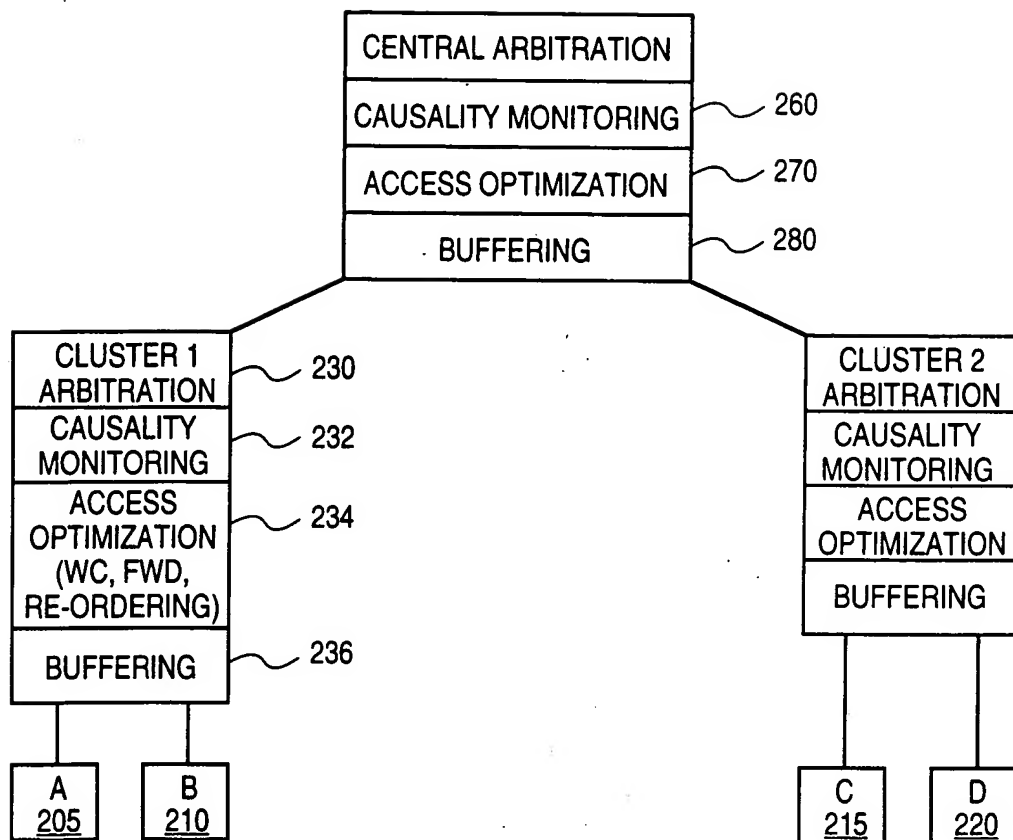 CENTRAL ARBITRATION
CAUSALITY MONITORING
260
ACCESS OPTIMIZATION
270
BUFFERING
280
CLUSTER 1
ARBITRATION
230
CAUSALITY
MONITORING
232
ACCESS
OPTIMIZATION
(WC, FWD,
RE-ORDERING)
234
BUFFERING
236
A
205
B
210
CLUSTER 2
ARBITRATION
CAUSALITY
MONITORING
ACCESS
OPTIMIZATION
BUFFERING
C
215
D
220